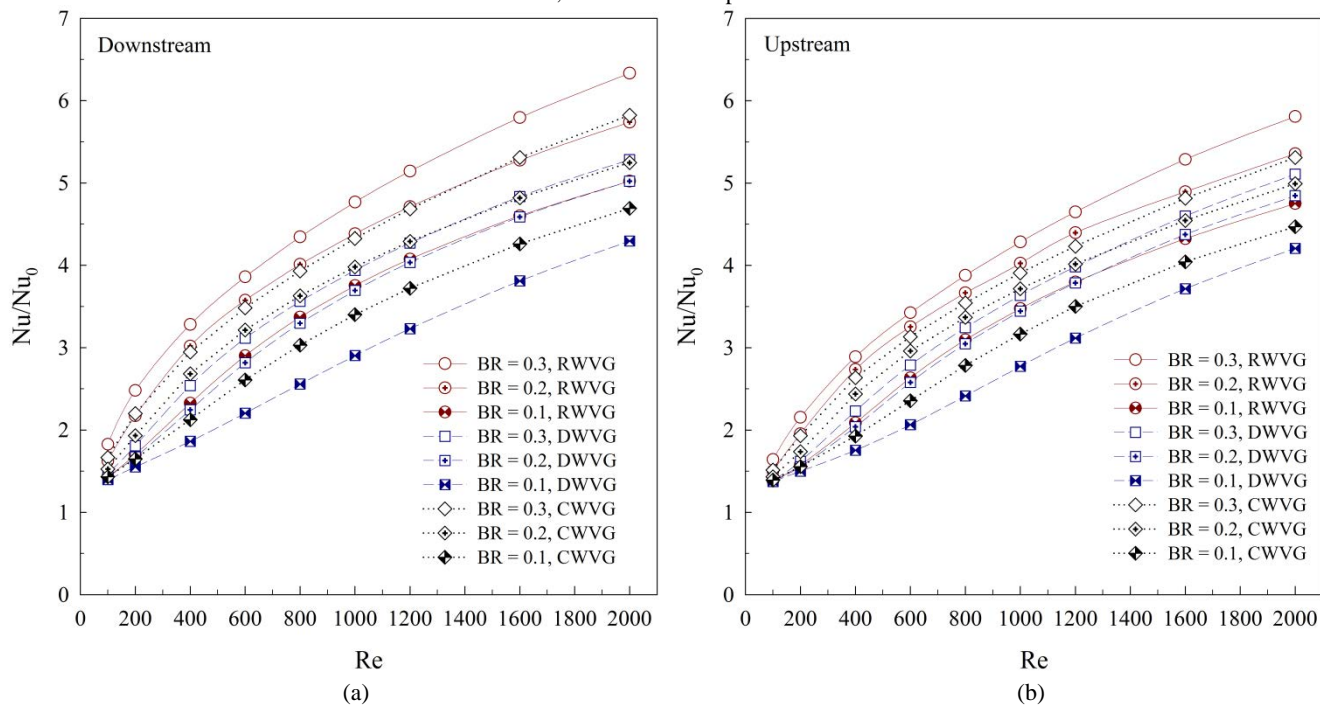 Downstream
Nu/Nu0
7
6
5
4
3
2
1
0
BR = 0.3, RWVG
BR = 0.2, RWVG
BR = 0.1, RWVG
BR = 0.3, DWVG
BR = 0.2, DWVG
BR = 0.1, DWVG
BR = 0.3, CWVG
BR = 0.2, CWVG
BR = 0.1, CWVG
200 400 600 800 1000 1200 1400 1600 1800 2000
Re
(a)
Upstream
Nu/Nu0
7
6
5
4
3
2
1
0
BR = 0.3, RWVG
BR = 0.2, RWVG
BR = 0.1, RWVG
BR = 0.3, DWVG
BR = 0.2, DWVG
BR = 0.1, DWVG
BR = 0.3, CWVG
BR = 0.2, CWVG
BR = 0.1, CWVG
200 400 600 800 1000 1200 1400 1600 1800 2000
Re
(b)